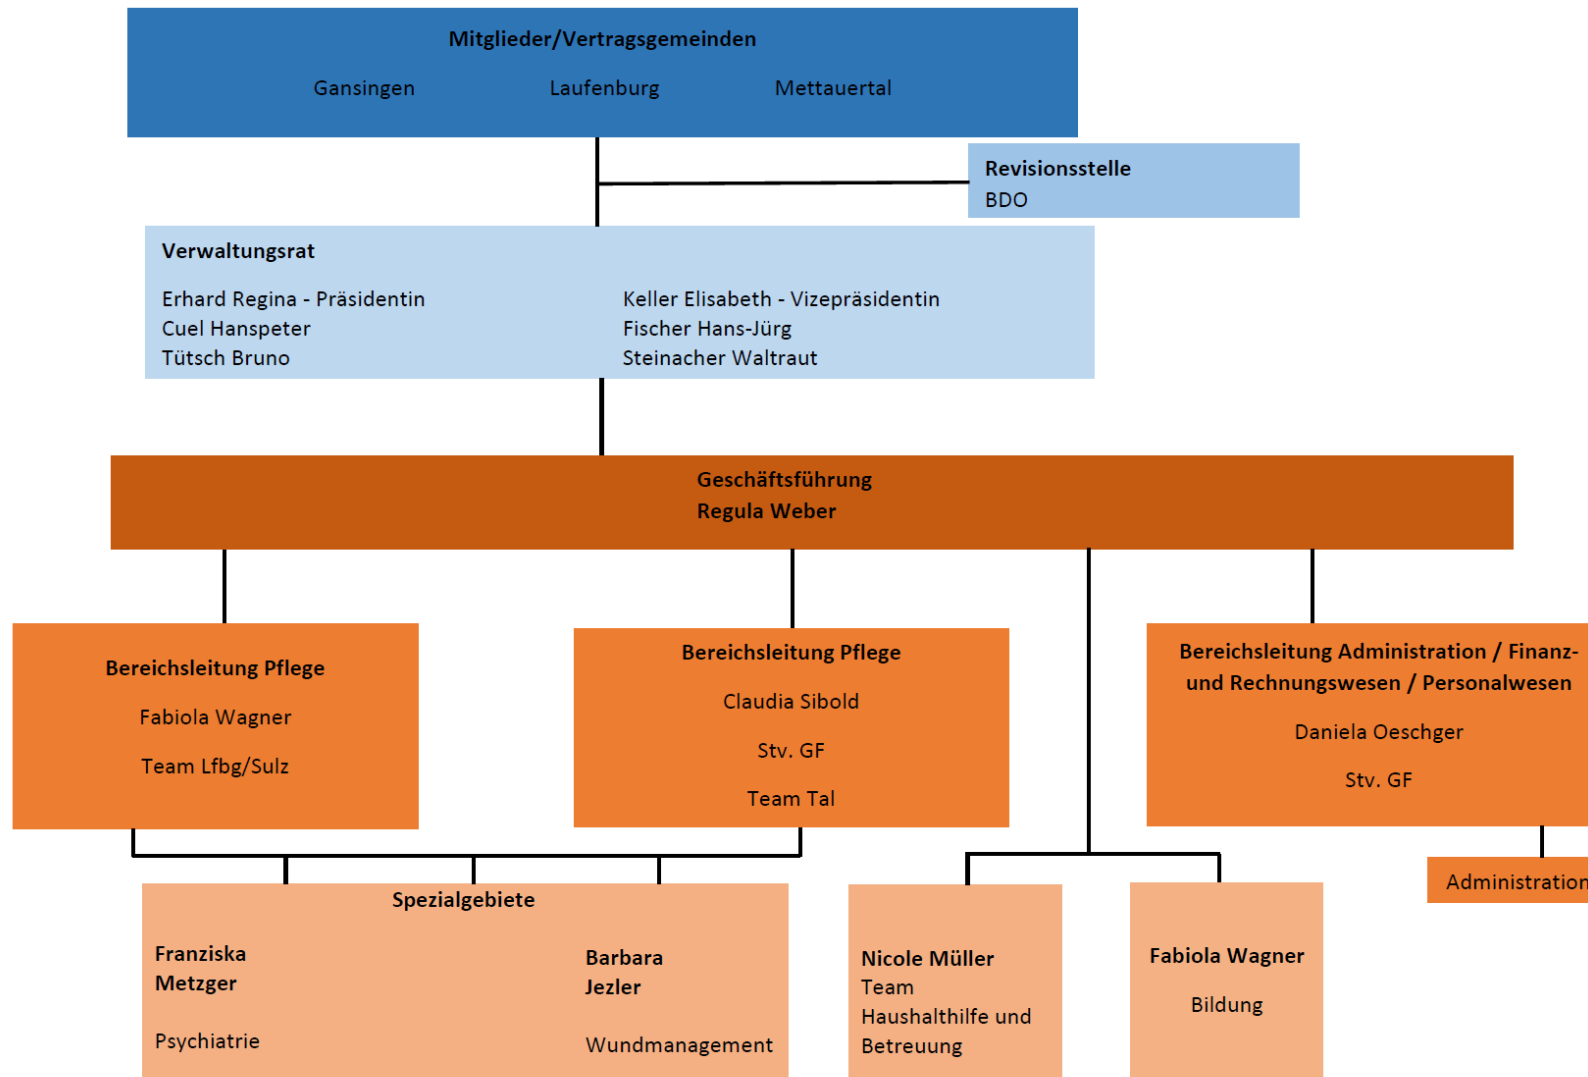 Mitglieder/Vertragsgemeinden
Gansingen Laufenburg Mettauertal
Revisionsstelle
BDO
Verwaltungsrat
Erhard Regina - Präsidentin Keller Elisabeth - Vizepräsidentin
Cuel Hanspeter Fischer Hans-Jürg
Tütsch Bruno Steinacher Waltraut
Geschäftsführung
Regula Weber
Bereichsleitung Pflege
Fabiola Wagner
Team Lfbg/Sulz
Bereichsleitung Pflege
Claudia Sibold
Stv. GF
Team Tal
Bereichsleitung Administration / Finanz-
und Rechnungswesen / Personalwesen
Daniela Oeschger
Stv. GF
Administration
Spezialgebiete
Franziska
Metzger
Psychiatrie
Barbara
Jezler
Wundmanagement
Nicole Müller
Team
Haushalthilfe und
Betreuung
Fabiola Wagner
Bildung